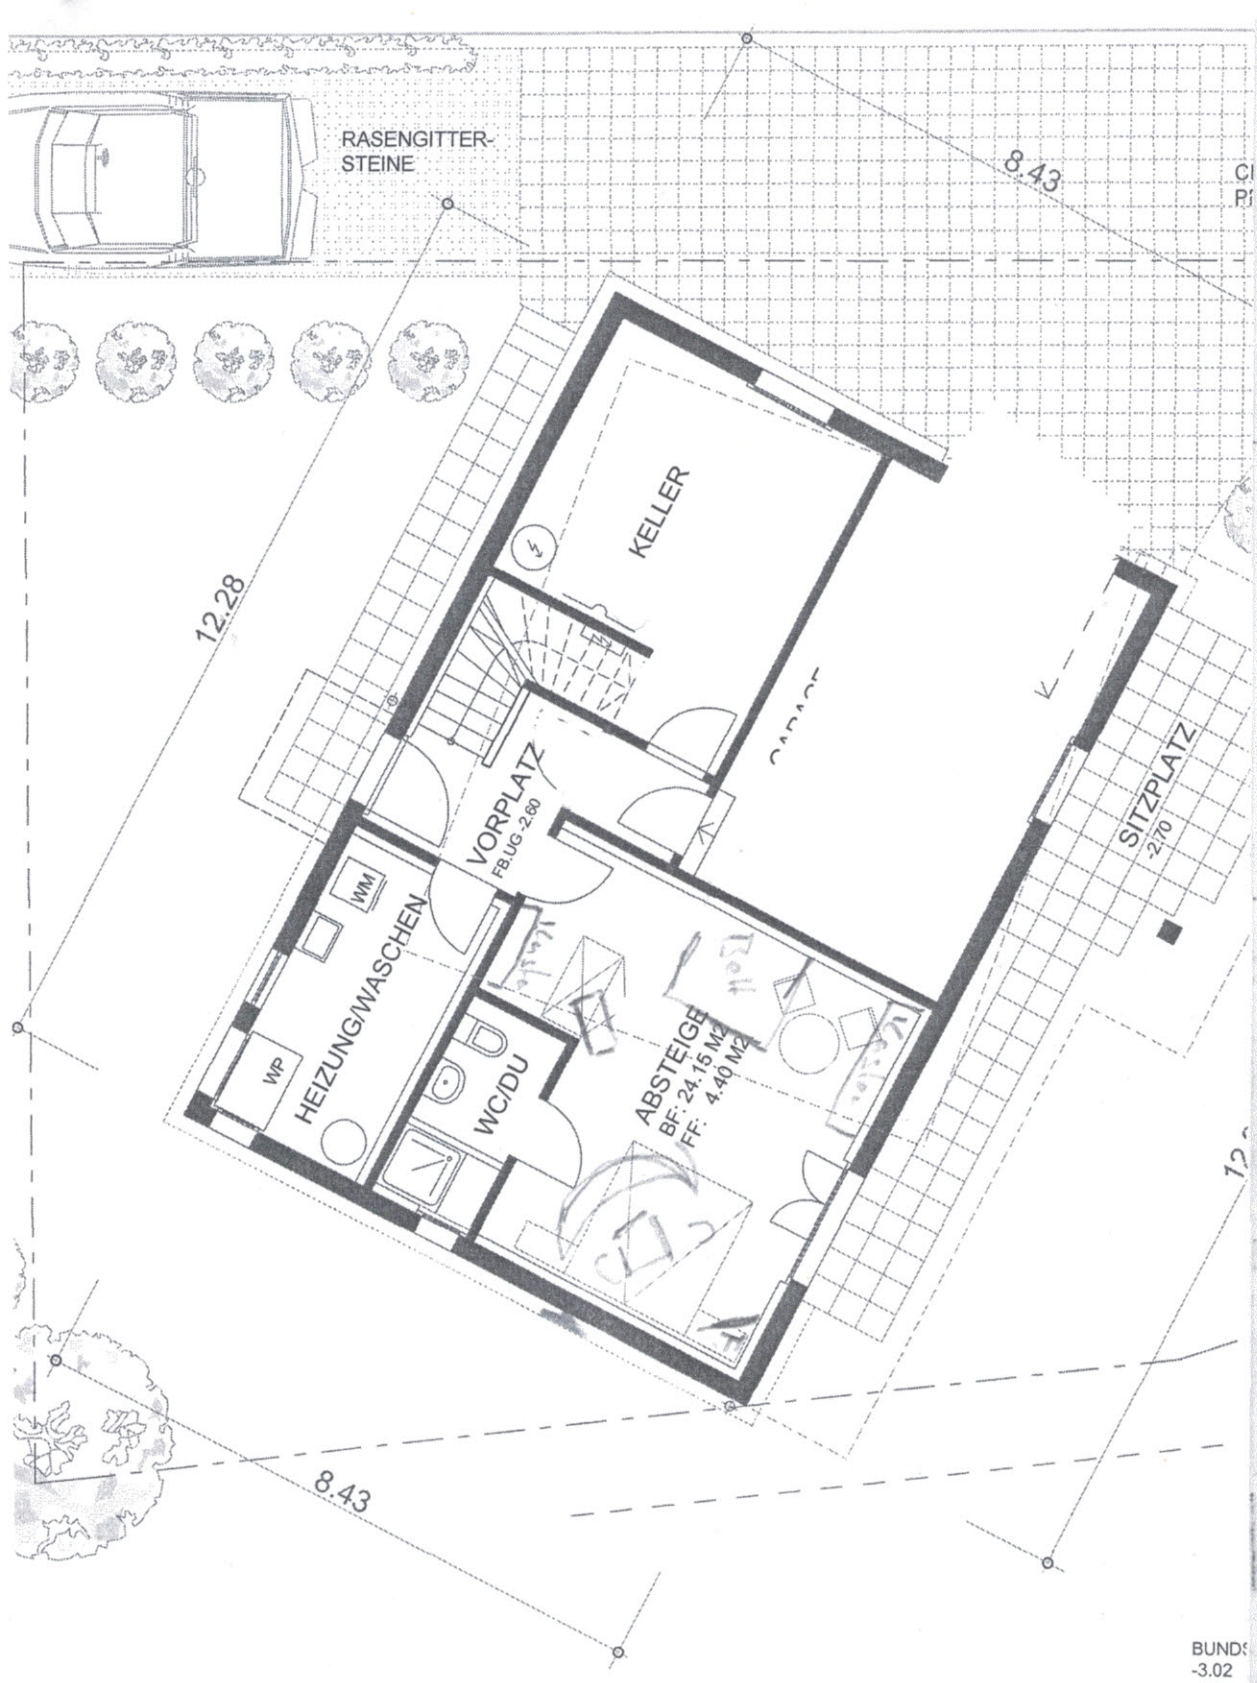 RASENGITTER-
STEINE
8.43
KELLER
12.28
VORPLATZ
FB.UG -2.60
SITZPLATZ
-2.70
WM
HEIZUNG/WASCHEN
WP
WC/DU
Bett
ABSTEIGE
BF: 24.15 M2
FF: 4.40 M2
8.43
-3.02